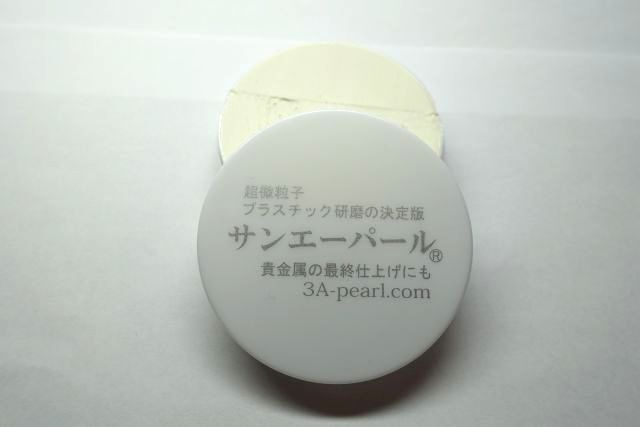 超微粒子
プラスチック研磨の決定版
サンエーパール®
貴金属の最終仕上げにも
3A-pearl.com